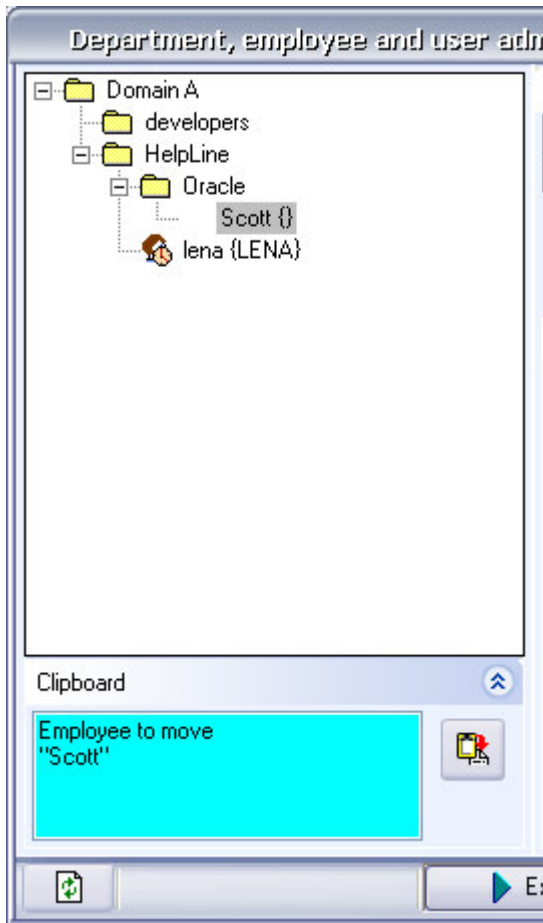 Department, employee and user adm
Domain A
developers
HelpLine
Oracle
Scott {}
lena {LENA}
Clipboard
Employee to move
"Scott"